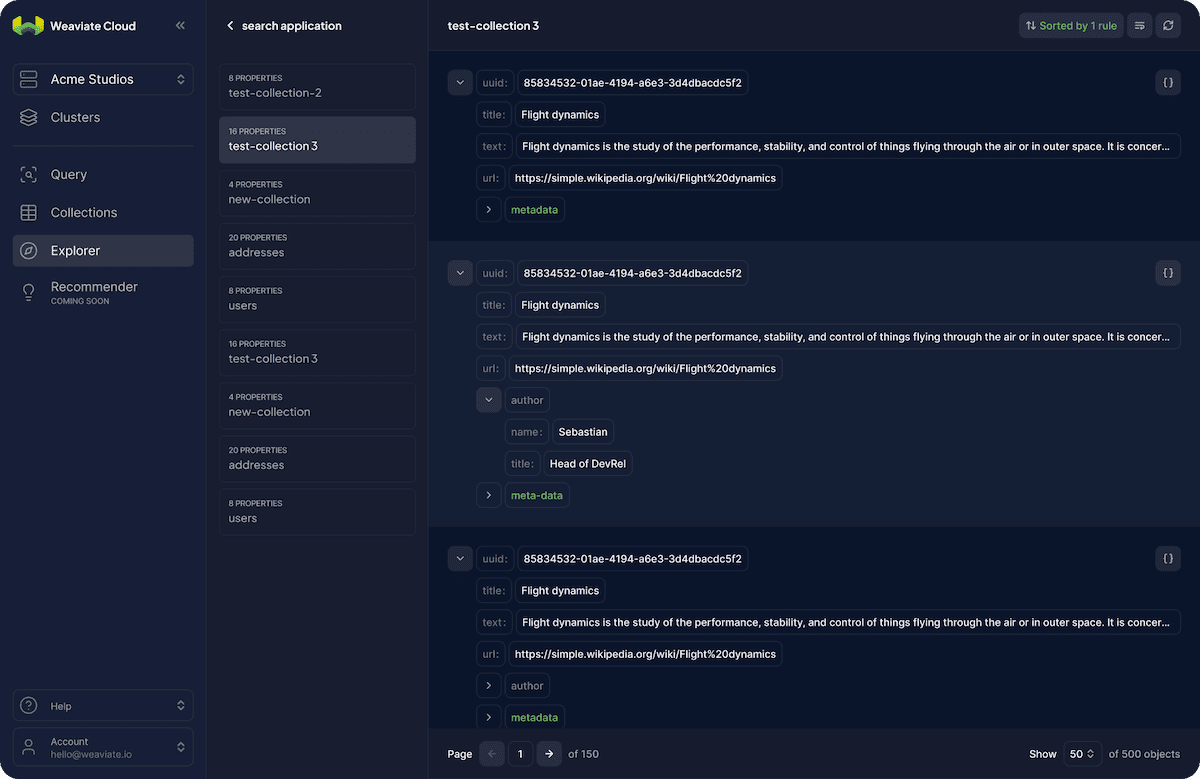 Weaviate Cloud
Acme Studios
Clusters
Query
Collections
Explorer
Recommender
COMING SOON
Help
Account
hello@weaviate.io
search application
8 PROPERTIES
test-collection-2
16 PROPERTIES
test-collection 3
4 PROPERTIES
new-collection
20 PROPERTIES
addresses
8 PROPERTIES
users
16 PROPERTIES
test-collection 3
4 PROPERTIES
new-collection
20 PROPERTIES
addresses
8 PROPERTIES
users
test-collection 3
Sorted by 1 rule
uuid: 85834532-01ae-4194-a6e3-3d4dbacdc5f2 {}
title: Flight dynamics
text: Flight dynamics is the study of the performance, stability, and control of things flying through the air or in outer space. It is concer...
url: https://simple.wikipedia.org/wiki/Flight%20dynamics
metadata
uuid: 85834532-01ae-4194-a6e3-3d4dbacdc5f2 {}
title: Flight dynamics
text: Flight dynamics is the study of the performance, stability, and control of things flying through the air or in outer space. It is concer...
url: https://simple.wikipedia.org/wiki/Flight%20dynamics
author
name: Sebastian
title: Head of DevRel
meta-data
uuid: 85834532-01ae-4194-a6e3-3d4dbacdc5f2 {}
title: Flight dynamics
text: Flight dynamics is the study of the performance, stability, and control of things flying through the air or in outer space. It is concer...
url: https://simple.wikipedia.org/wiki/Flight%20dynamics
author
metadata
Page 1 of 150
Show 50 of 500 objects